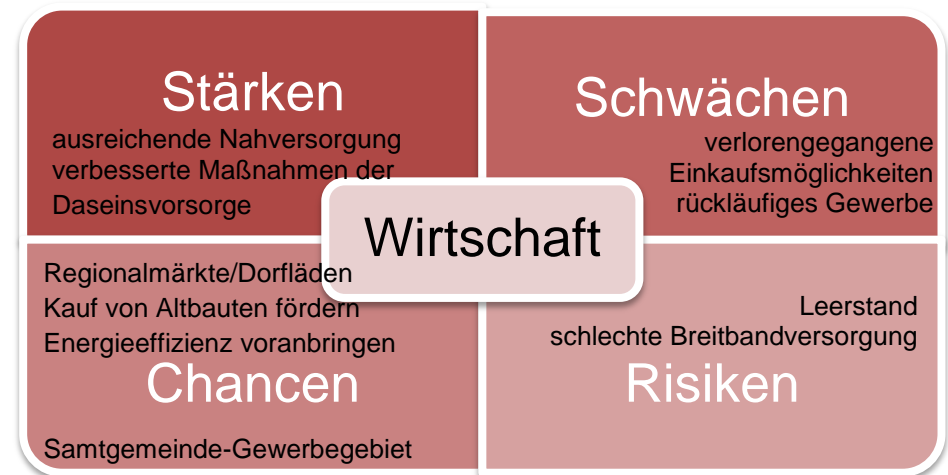 Stärken
ausreichende Nahversorgung
verbesserte Maßnahmen der
Daseinsvorsorge
Schwächen
verlorengegangene
Einkaufsmöglichkeiten
rückläufiges Gewerbe
Wirtschaft
Regionalmärkte/Dorfläden
Kauf von Altbauten fördern
Energieeffizienz voranbringen
Chancen
Samtgemeinde-Gewerbegebiet
Leerstand
schlechte Breitbandversorgung
Risiken